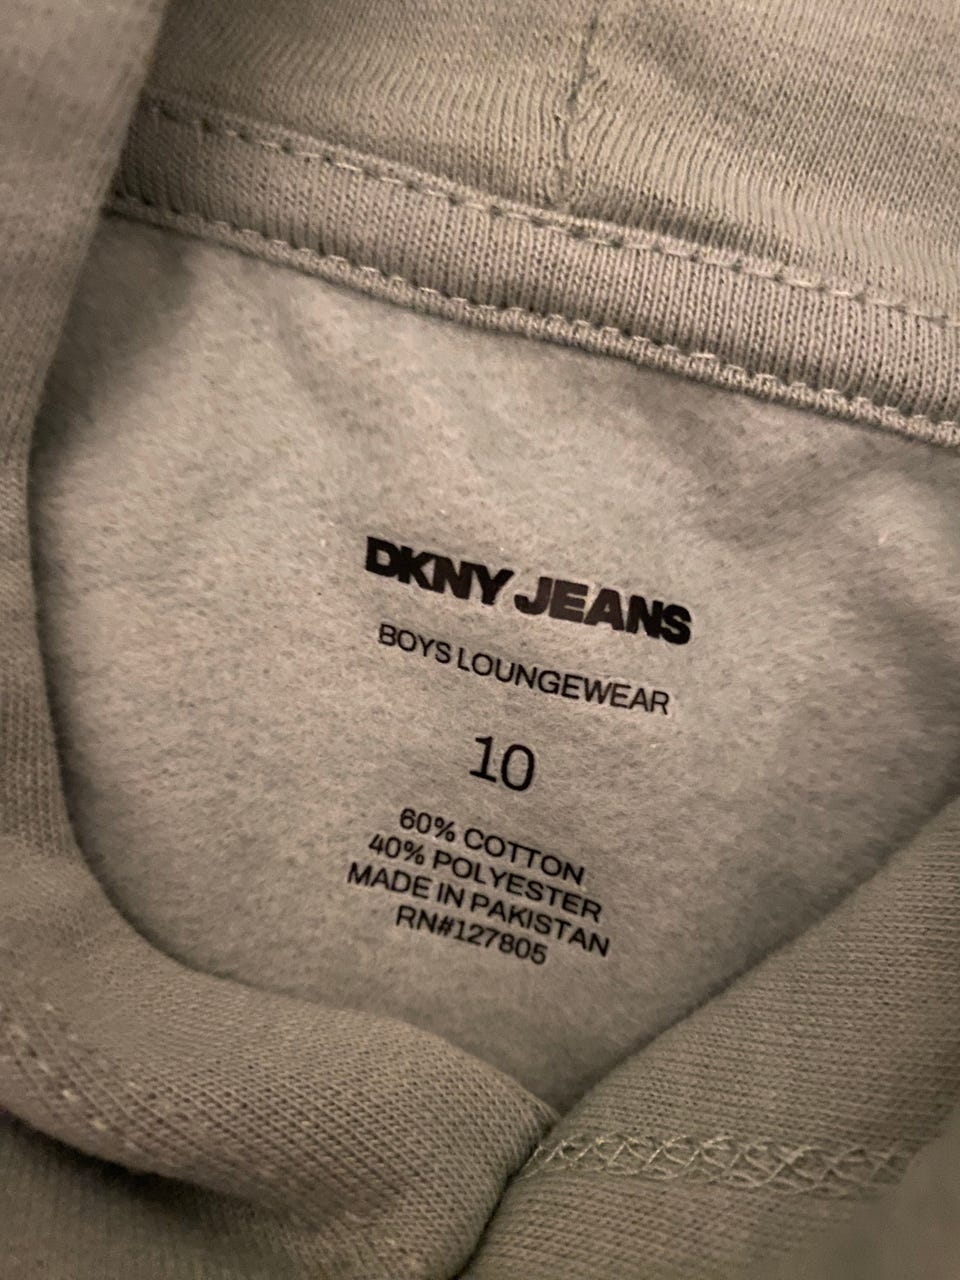 DKNY JEANS
BOYS LOUNGEWEAR
10
60% COTTON
40% POLYESTER
MADE IN PAKISTAN
RN#127805